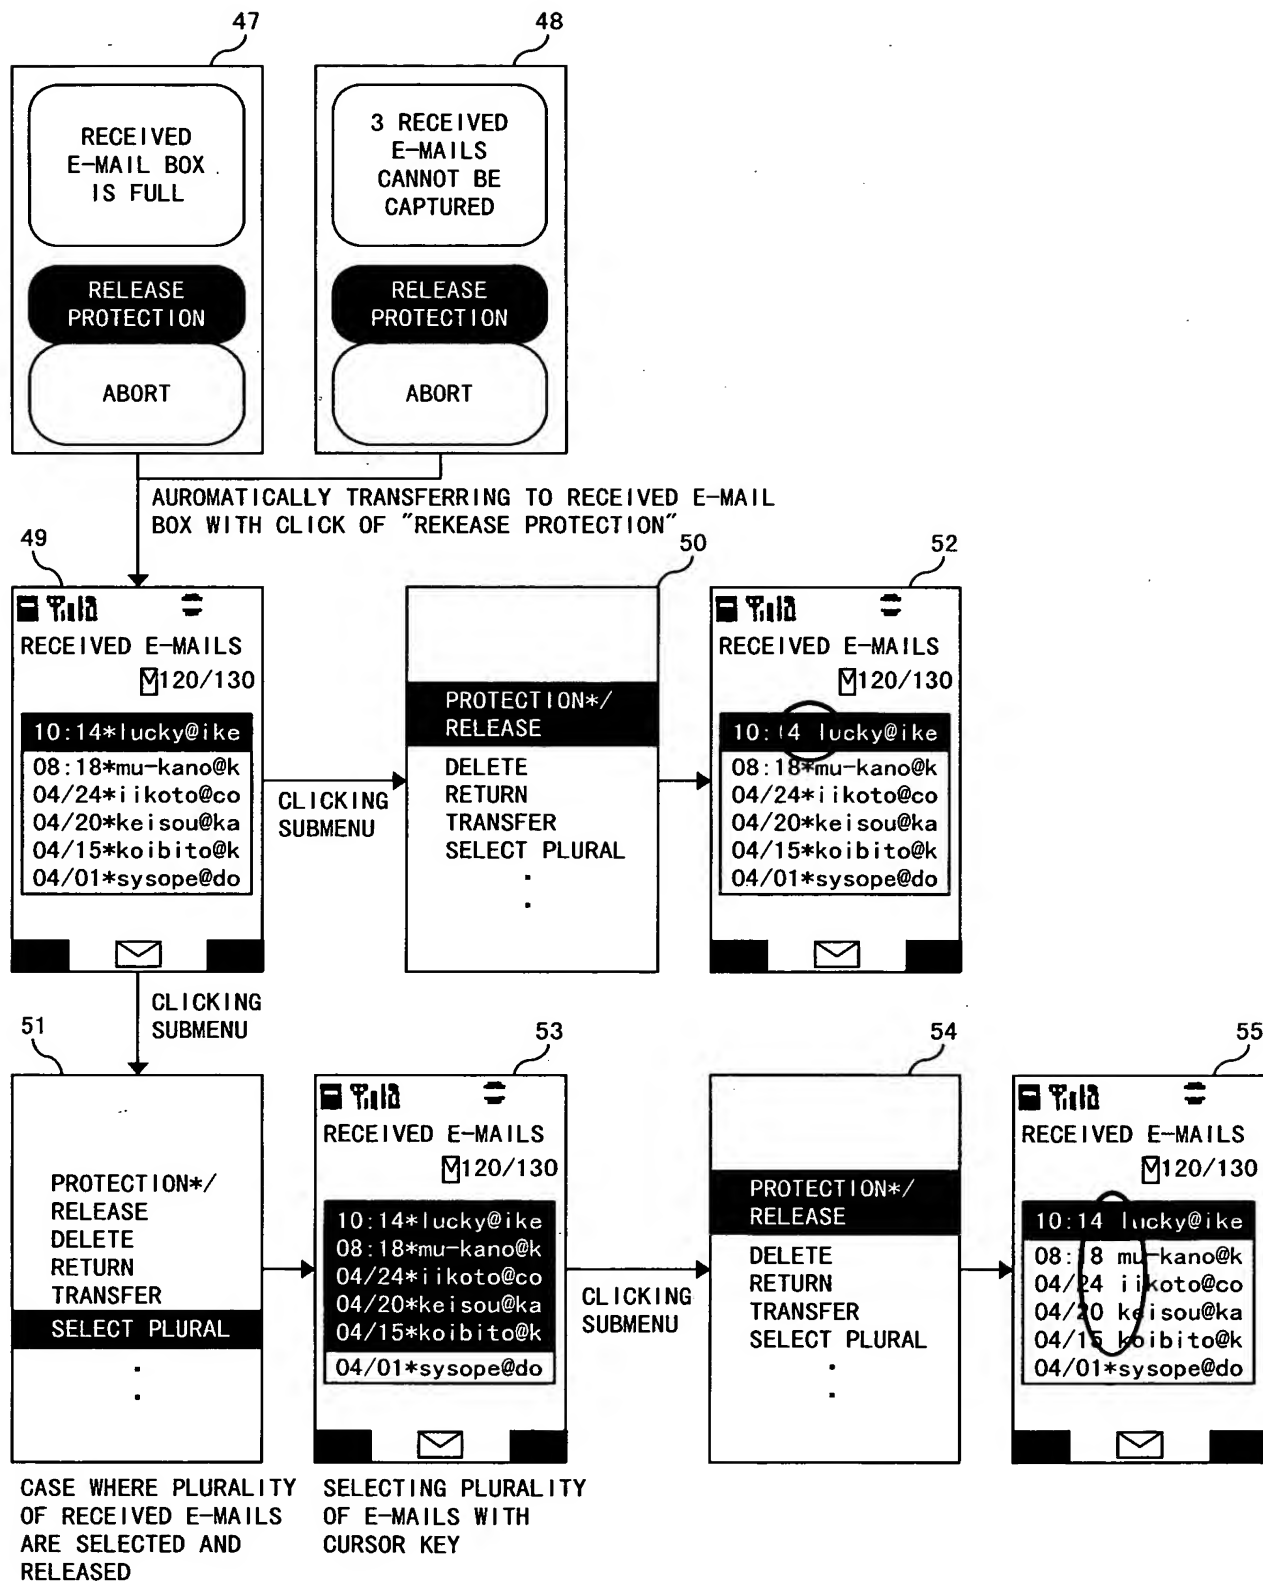 47
RECEIVED
E-MAIL BOX
IS FULL
RELEASE
PROTECTION
ABORT
48
3 RECEIVED
E-MAILS
CANNOT BE
CAPTURED
RELEASE
PROTECTION
ABORT
AUROMATICALLY TRANSFERRING TO RECEIVED E-MAIL
BOX WITH CLICK OF "REKEASE PROTECTION"
49
RECEIVED E-MAILS
M120/130
10:14*lucky@ike
08:18*mu-kano@k
04/24*iikoto@co
04/20*keisou@ka
04/15*koibito@k
04/01*sysope@do
CLICKING
SUBMENU
50
PROTECTION*/
RELEASE
DELETE
RETURN
TRANSFER
SELECT PLURAL
52
RECEIVED E-MAILS
M120/130
10:14 lucky@ike
08:18*mu-kano@k
04/24*iikoto@co
04/20*keisou@ka
04/15*koibito@k
04/01*sysope@do
CLICKING
SUBMENU
51
PROTECTION*/
RELEASE
DELETE
RETURN
TRANSFER
SELECT PLURAL
CASE WHERE PLURALITY
OF RECEIVED E-MAILS
ARE SELECTED AND
RELEASED
53
RECEIVED E-MAILS
M120/130
10:14*lucky@ike
08:18*mu-kano@k
04/24*iikoto@co
04/20*keisou@ka
04/15*koibito@k
04/01*sysope@do
SELECTING PLURALITY
OF E-MAILS WITH
CURSOR KEY
CLICKING
SUBMENU
54
PROTECTION*/
RELEASE
DELETE
RETURN
TRANSFER
SELECT PLURAL
55
RECEIVED E-MAILS
M120/130
10:14 lucky@ike
08:18 mu-kano@k
04/24 iikoto@co
04/20 keisou@ka
04/15 koibito@k
04/01*sysope@do